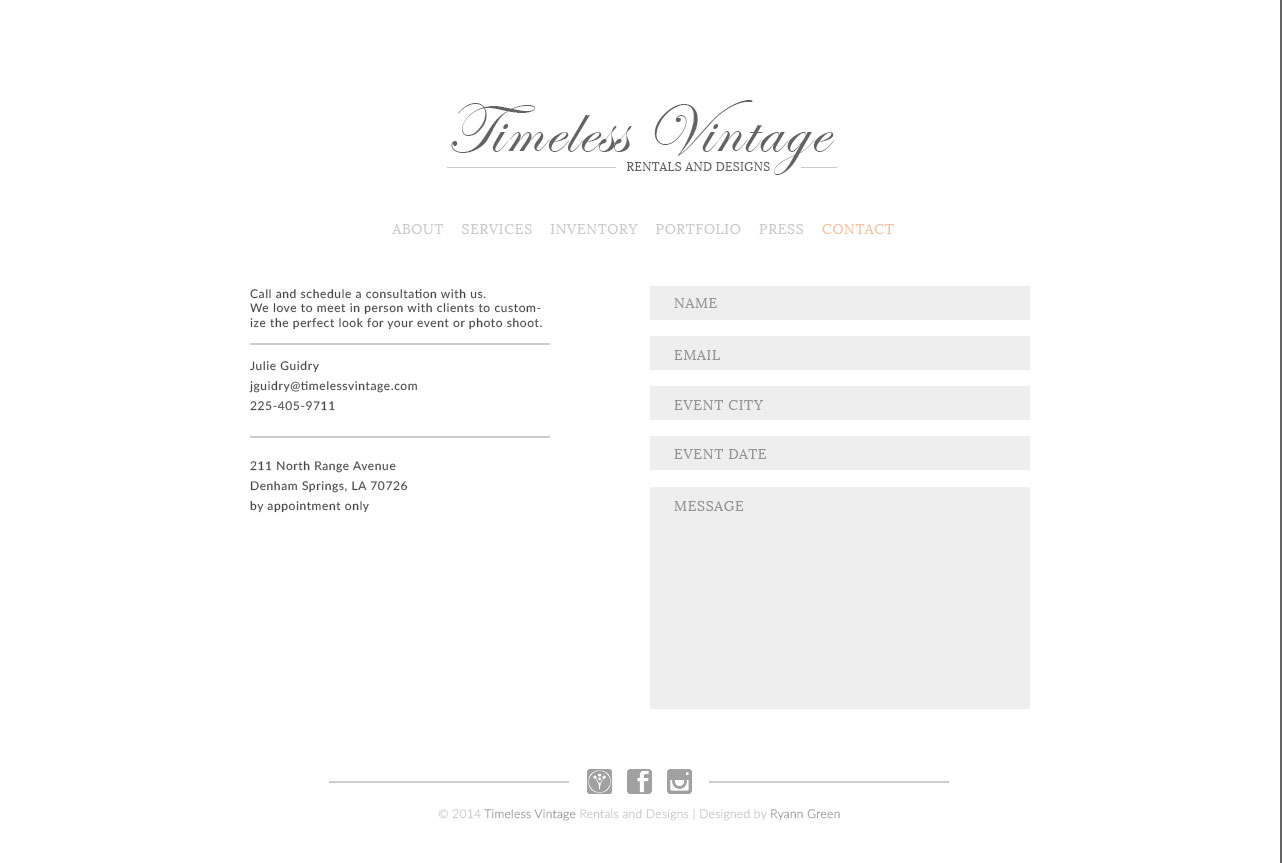 Timeless Vintage
RENTALS AND DESIGNS
ABOUT SERVICES INVENTORY PORTFOLIO PRESS CONTACT
Call and schedule a consultation with us.
We love to meet in person with clients to custom-
ize the perfect look for your event or photo shoot.
Julie Guidry
jguidry@timelessvintage.com
225-405-9711
211 North Range Avenue
Denham Springs, LA 70726
by appointment only
NAME
EMAIL
EVENT CITY
EVENT DATE
MESSAGE
© 2014 Timeless Vintage Rentals and Designs | Designed by Ryann Green